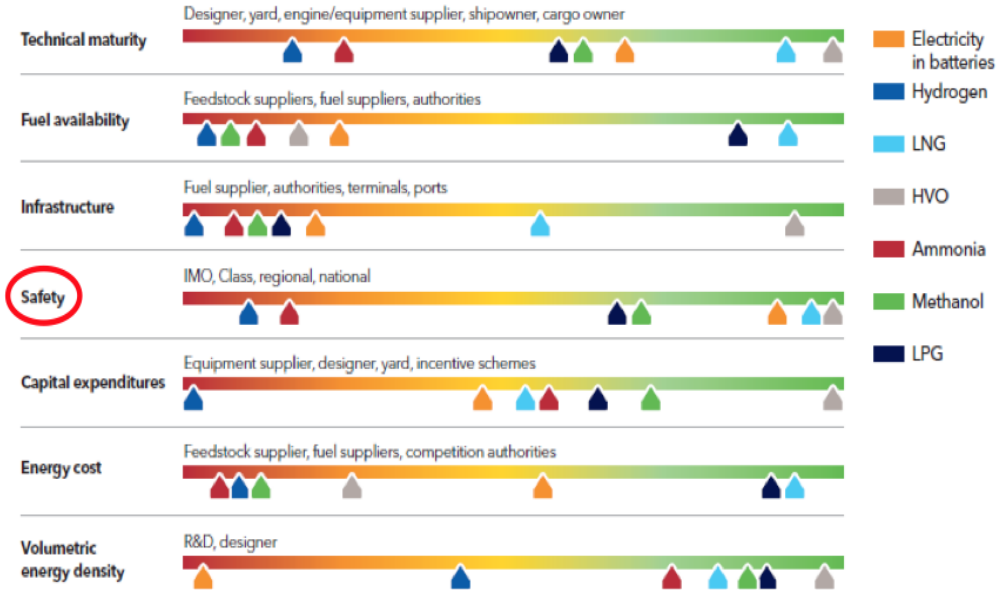 Designer, yard, engine/equipment supplier, shipowner, cargo owner
Technical maturity
Feedstock suppliers, fuel suppliers, authorities
Fuel availability
Fuel supplier, authorities, terminals, ports
Infrastructure
IMO, Class, regional, national
Safety
Equipment supplier, designer, yard, incentive schemes
Capital expenditures
Feedstock supplier, fuel suppliers, competition authorities
Energy cost
R&D, designer
Volumetric
energy density
Electricity
in batteries
Hydrogen
LNG
HVO
Ammonia
Methanol
LPG